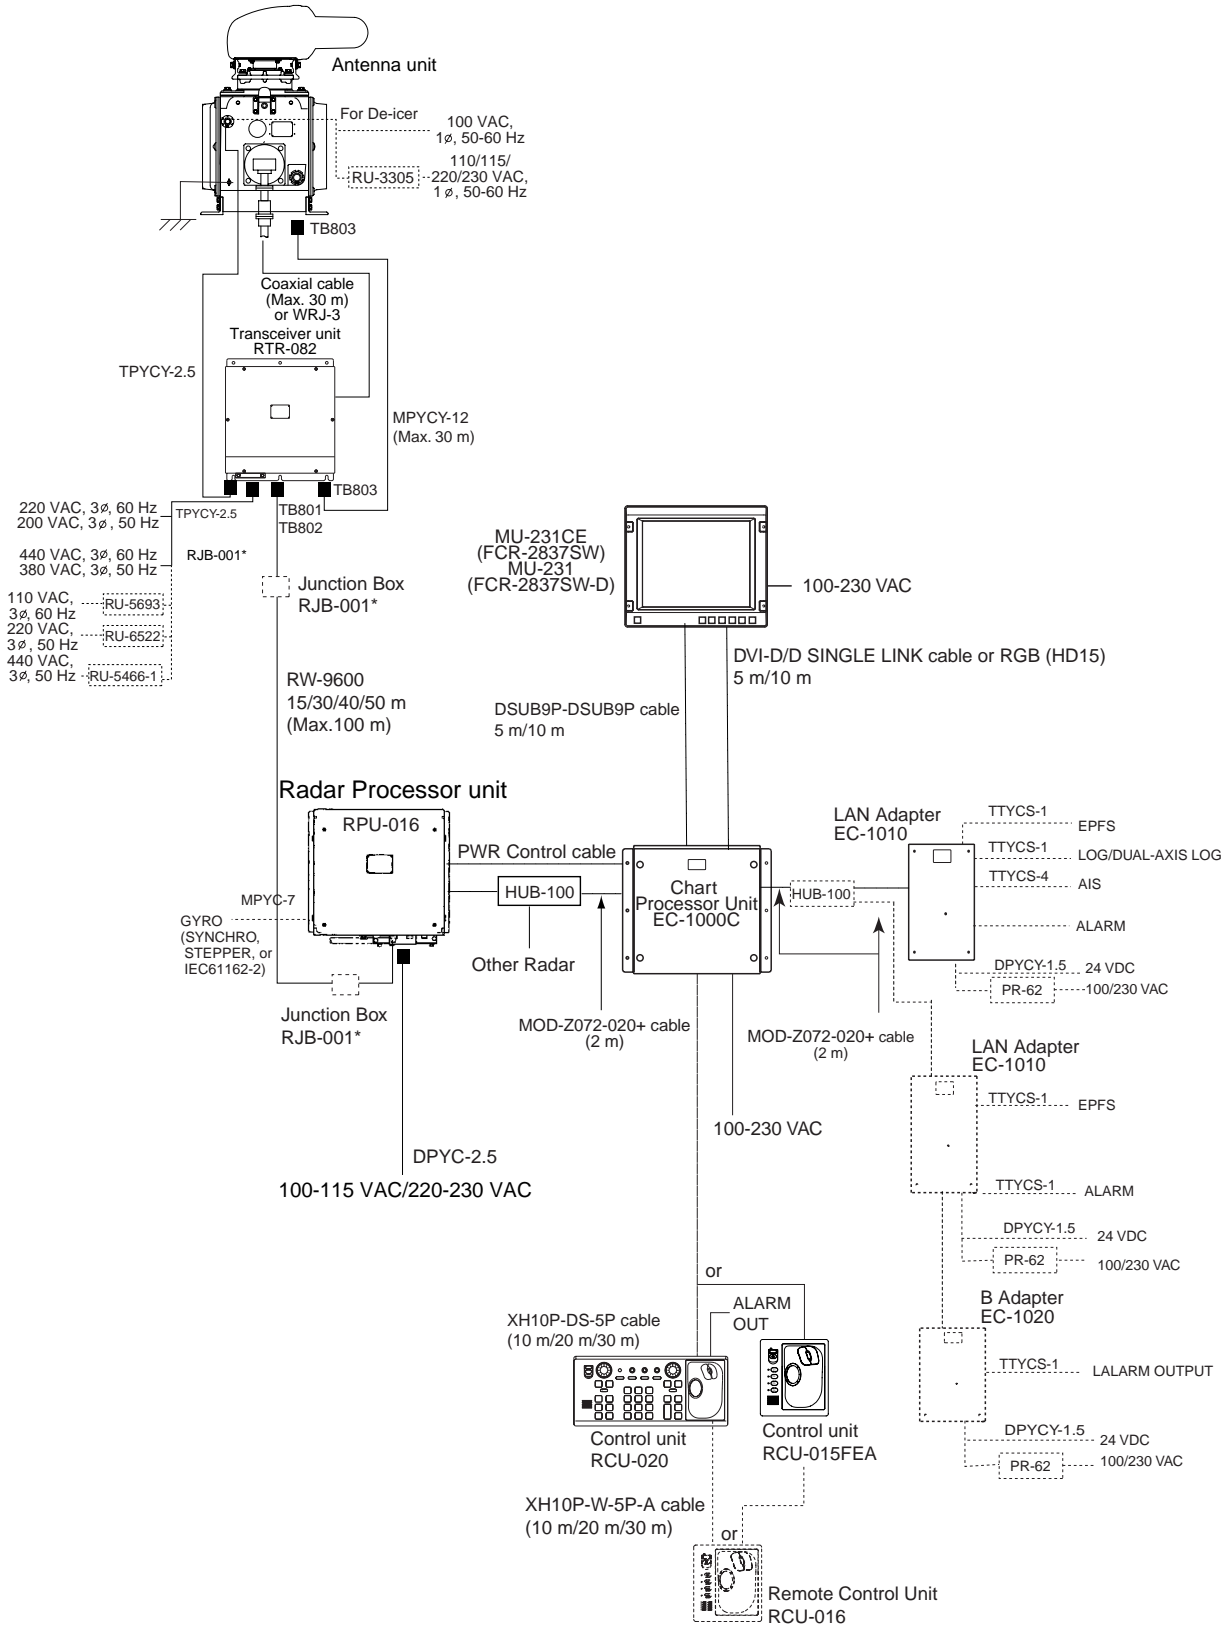 Antenna unit
For De-icer
100 VAC,
1ø, 50-60 Hz
RU-3305
110/115/
220/230 VAC,
1 ø, 50-60 Hz
TB803
Coaxial cable
(Max. 30 m)
or WRJ-3
Transceiver unit
RTR-082
TPYCY-2.5
MPYCY-12
(Max. 30 m)
TB803
TB801
TB802
220 VAC, 3ø, 60 Hz
200 VAC, 3ø, 50 Hz
TPYCY-2.5
440 VAC, 3ø, 60 Hz
380 VAC, 3ø, 50 Hz
RJB-001*
110 VAC,
3ø, 60 Hz
RU-5693
220 VAC,
3ø, 50 Hz
RU-6522
440 VAC,
3ø, 50 Hz
RU-5466-1
Junction Box
RJB-001*
RW-9600
15/30/40/50 m
(Max.100 m)
MU-231CE
(FCR-2837SW)
MU-231
(FCR-2837SW-D)
100-230 VAC
DVI-D/D SINGLE LINK cable or RGB (HD15)
5 m/10 m
DSUB9P-DSUB9P cable
5 m/10 m
Radar Processor unit
RPU-016
PWR Control cable
HUB-100
Other Radar
MPYC-7
GYRO
(SYNCHRO,
STEPPER, or
IEC61162-2)
Junction Box
RJB-001*
DPYC-2.5
100-115 VAC/220-230 VAC
Chart
Processor Unit
EC-1000C
MOD-Z072-020+ cable
(2 m)
HUB-100
MOD-Z072-020+ cable
(2 m)
100-230 VAC
LAN Adapter
EC-1010
TTYCS-1
EPFS
TTYCS-1
LOG/DUAL-AXIS LOG
TTYCS-4
AIS
ALARM
DPYCY-1.5
24 VDC
PR-62
100/230 VAC
LAN Adapter
EC-1010
TTYCS-1
EPFS
TTYCS-1
ALARM
DPYCY-1.5
24 VDC
PR-62
100/230 VAC
B Adapter
EC-1020
TTYCS-1
LALARM OUTPUT
DPYCY-1.5
24 VDC
PR-62
100/230 VAC
or
ALARM
OUT
XH10P-DS-5P cable
(10 m/20 m/30 m)
Control unit
RCU-020
Control unit
RCU-015FEA
XH10P-W-5P-A cable
(10 m/20 m/30 m)
or
Remote Control Unit
RCU-016